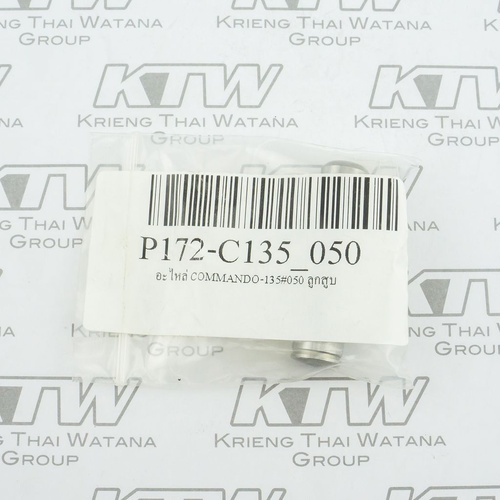 KRIENG THAI WATANA
GROUP
KTW
KRIENG THAI WATANA
GROUP
KTW
KRIENG THAI WATANA
GROUP
KTW
P172-C135_050
อะไหล่ COMMANDO-135#050 ลูกสูบ
KTW
KRIENG THAI WATANA
GROUP
KTW
KRIENG THAI WATANA
GROUP